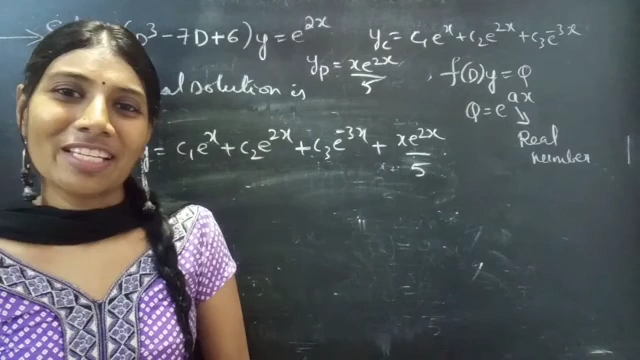 D³ - 7D + 6) y = e^{2x} y_c = c₁e^x + c₂e^{2x} + c₃e^{-3x}
y_p = xe^{2x}/5 , f(D)y = Q
al solution is Q = e^{ax}
y = c₁e^x + c₂e^{2x} + c₃e^{-3x} + xe^{2x}/5
Real
number